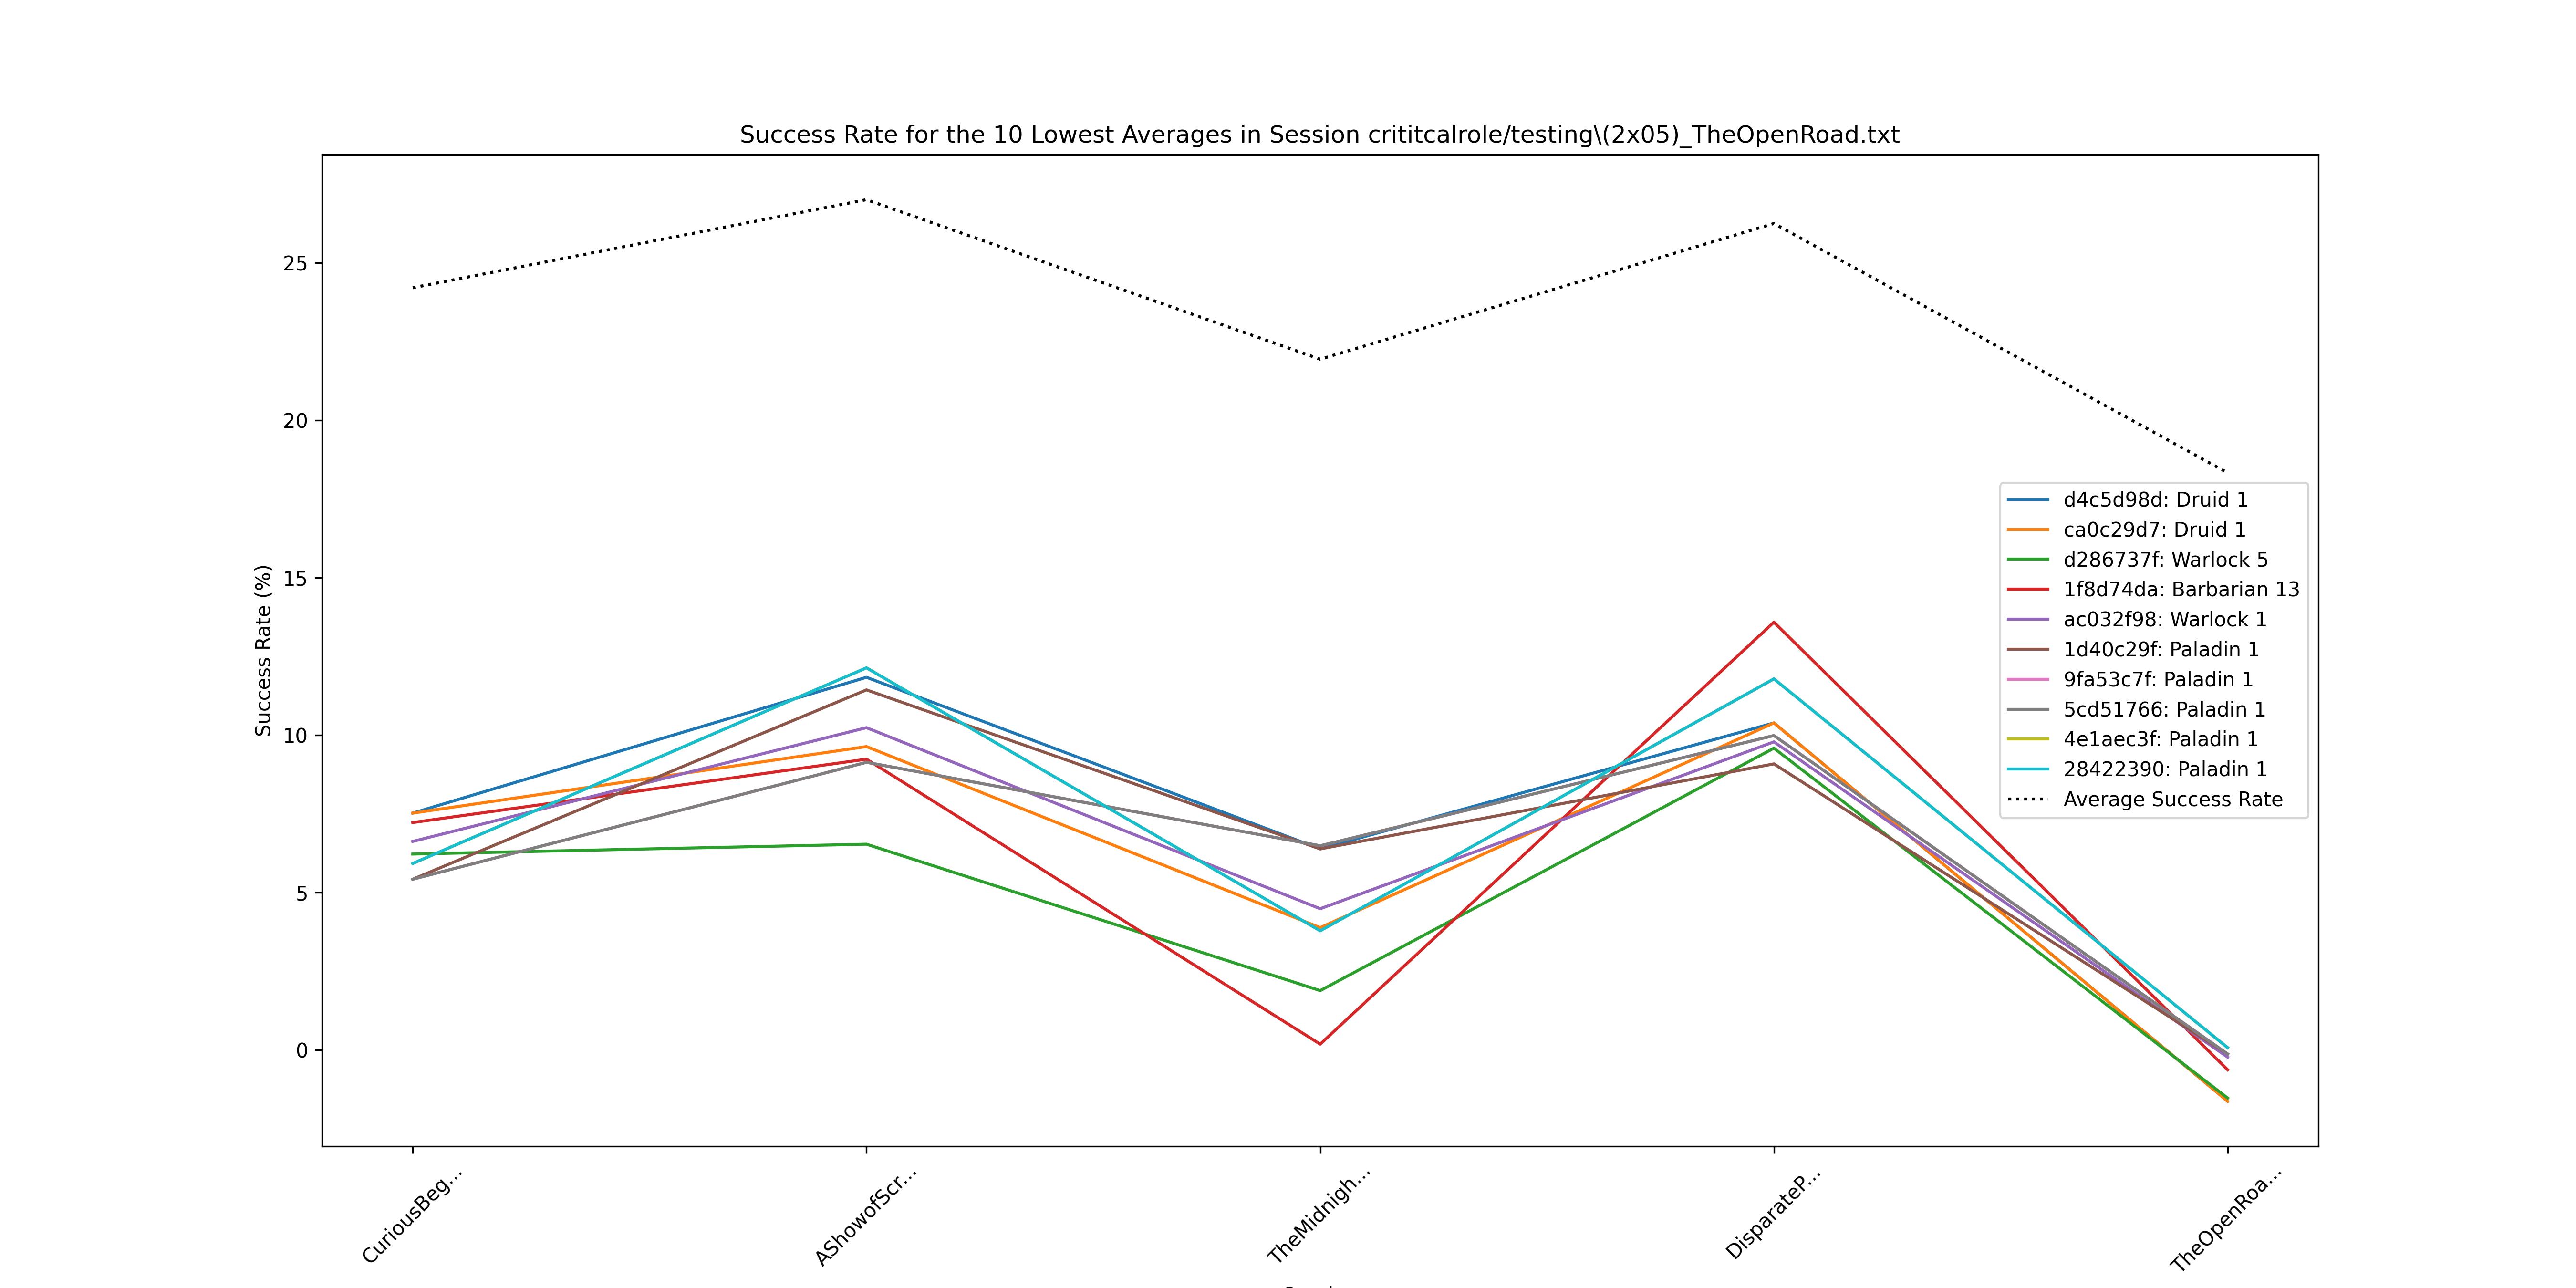 Success Rate for the 10 Lowest Averages in Session crititcalrole/testing\(2x05)_TheOpenRoad.txt
Success Rate (%)
25
20
15
10
5
0
d4c5d98d: Druid 1
ca0c29d7: Druid 1
d286737f: Warlock 5
1f8d74da: Barbarian 13
ac032f98: Warlock 1
1d40c29f: Paladin 1
9fa53c7f: Paladin 1
5cd51766: Paladin 1
4e1aec3f: Paladin 1
28422390: Paladin 1
Average Success Rate
CuriousBeg...
AShowofScr...
TheMidnigh...
DisparateP...
TheOpenRoa...